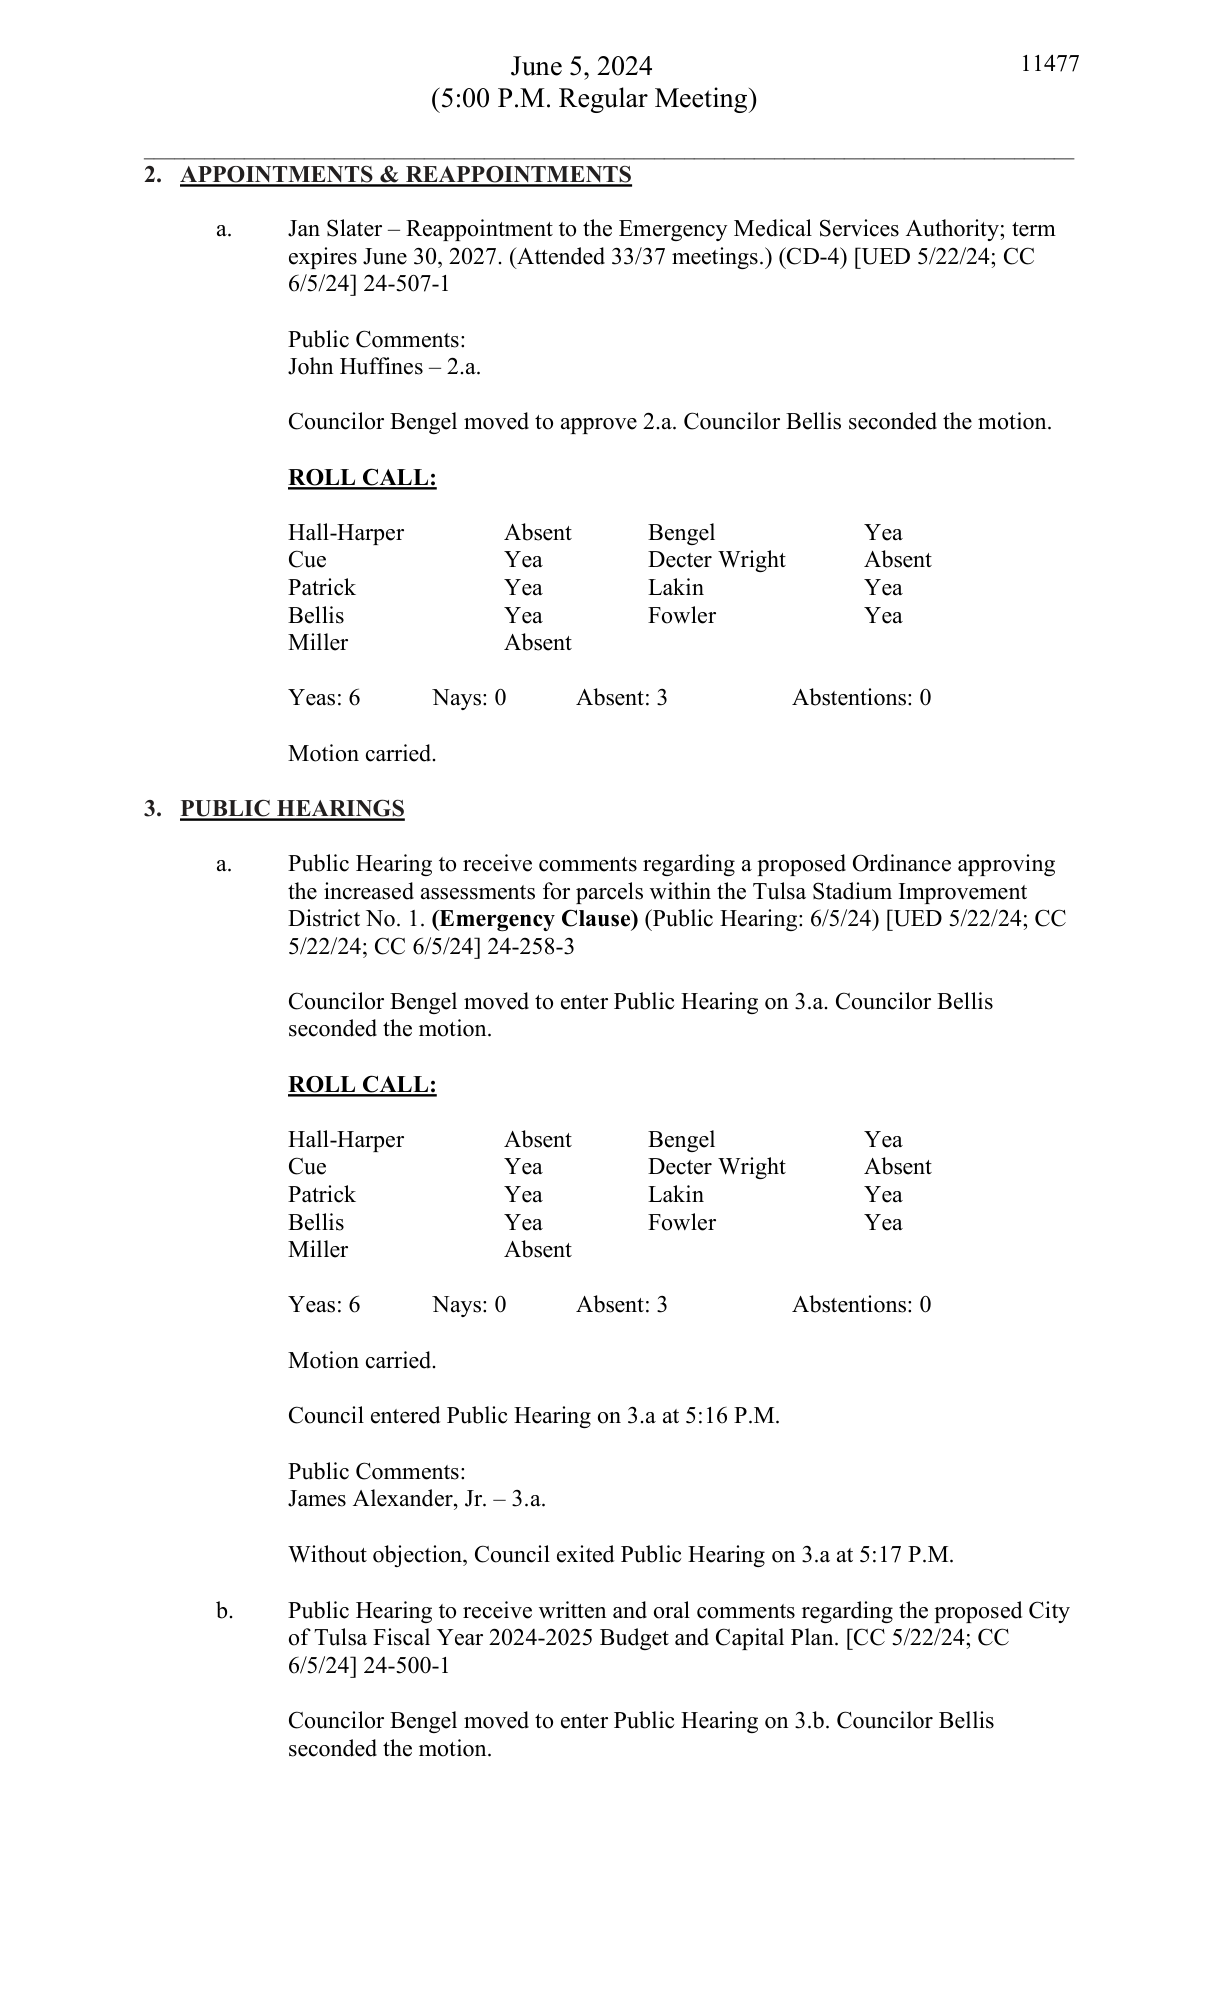 June 5, 2024
11477
(5:00 P.M. Regular Meeting)
2. APPOINTMENTS & REAPPOINTMENTS
a. Jan Slater – Reappointment to the Emergency Medical Services Authority; term
expires June 30, 2027. (Attended 33/37 meetings.) (CD-4) [UED 5/22/24; CC
6/5/24] 24-507-1
Public Comments:
John Huffines – 2.a.
Councilor Bengel moved to approve 2.a. Councilor Bellis seconded the motion.
ROLL CALL:
Hall-Harper Absent Bengel Yea
Cue Yea Decter Wright Absent
Patrick Yea Lakin Yea
Bellis Yea Fowler Yea
Miller Absent
Yeas: 6 Nays: 0 Absent: 3 Abstentions: 0
Motion carried.
3. PUBLIC HEARINGS
a. Public Hearing to receive comments regarding a proposed Ordinance approving
the increased assessments for parcels within the Tulsa Stadium Improvement
District No. 1. (Emergency Clause) (Public Hearing: 6/5/24) [UED 5/22/24; CC
5/22/24; CC 6/5/24] 24-258-3
Councilor Bengel moved to enter Public Hearing on 3.a. Councilor Bellis
seconded the motion.
ROLL CALL:
Hall-Harper Absent Bengel Yea
Cue Yea Decter Wright Absent
Patrick Yea Lakin Yea
Bellis Yea Fowler Yea
Miller Absent
Yeas: 6 Nays: 0 Absent: 3 Abstentions: 0
Motion carried.
Council entered Public Hearing on 3.a at 5:16 P.M.
Public Comments:
James Alexander, Jr. – 3.a.
Without objection, Council exited Public Hearing on 3.a at 5:17 P.M.
b. Public Hearing to receive written and oral comments regarding the proposed City
of Tulsa Fiscal Year 2024-2025 Budget and Capital Plan. [CC 5/22/24; CC
6/5/24] 24-500-1
Councilor Bengel moved to enter Public Hearing on 3.b. Councilor Bellis
seconded the motion.